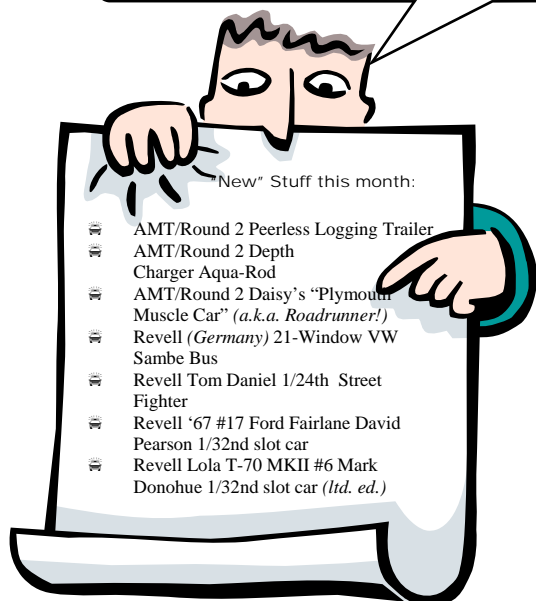 "New" Stuff this month:
AMT/Round 2 Peerless Logging Trailer
AMT/Round 2 Depth
Charger Aqua-Rod
AMT/Round 2 Daisy's “Plymouth
Muscle Car” (a.k.a. Roadrunner!)
Revell (Germany) 21-Window VW
Sambe Bus
Revell Tom Daniel 1/24th Street
Fighter
Revell ‘67 #17 Ford Fairlane David
Pearson 1/32nd slot car
Revell Lola T-70 MKII #6 Mark
Donohue 1/32nd slot car (ltd. ed.)